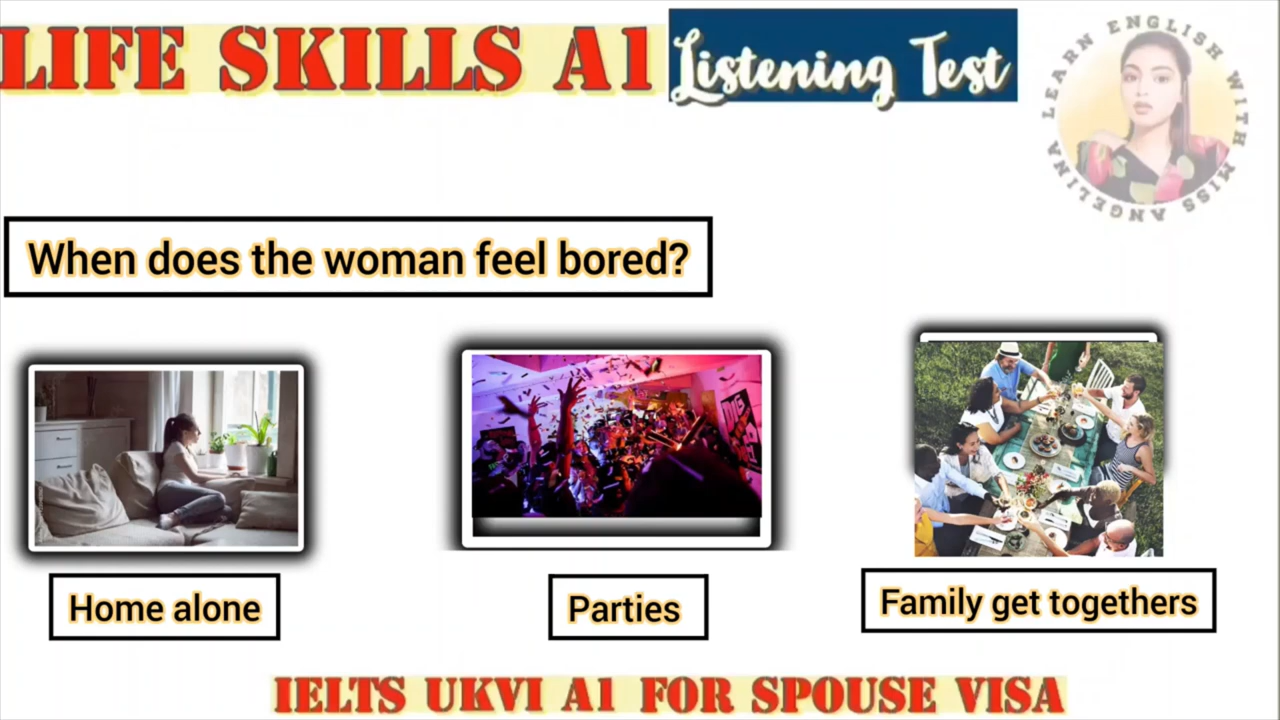 LIFE SKILLS A1 Listening Test
LEARN ENGLISH WITH MISS ANGELINA
When does the woman feel bored?
Home alone
Parties
Family get togethers
IELTS UKVI A1 FOR SPOUSE VISA